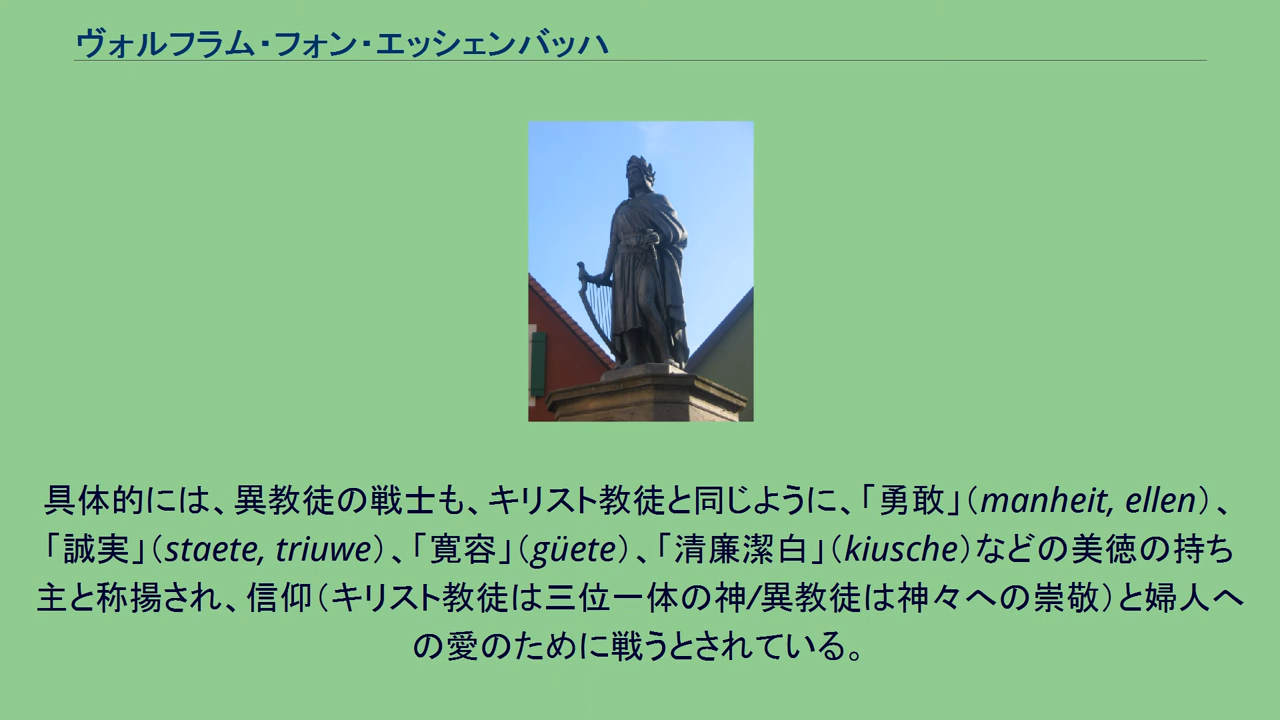 ヴォルフラム・フォン・エッシェンバッハ
具体的には、異教徒の戦士も、キリスト教徒と同じように、「勇敢」（manheit, ellen）、
「誠実」（staete, triuwe）、「寛容」（güete）、「清廉潔白」（kiusche）などの美徳の持ち
主と称揚され、信仰（キリスト教徒は三位一体の神/異教徒は神々への崇敬）と婦人へ
の愛のために戦うとされている。